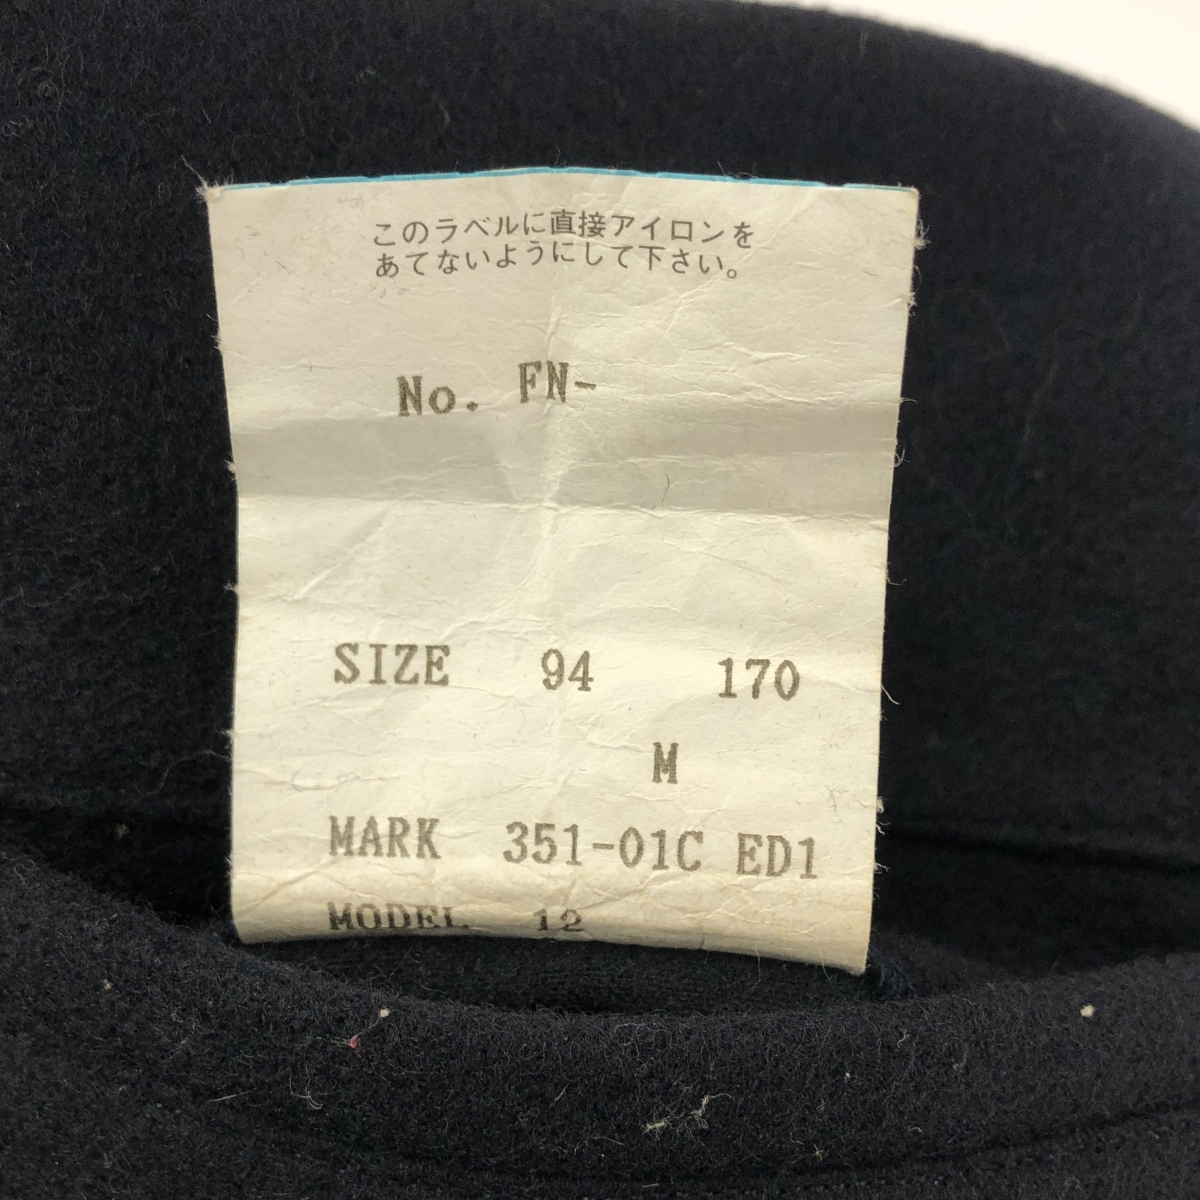 このラベルに直接アイロンを
あてないようにして下さい。
No. FN-
SIZE 94 170
M
MARK 351-01C ED1
MODEL 12